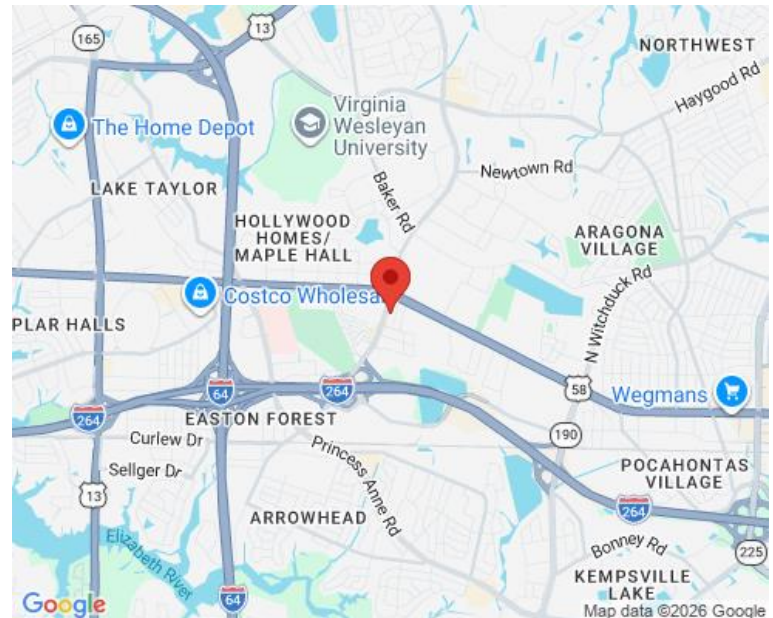 165
13
NORTHWEST
Haygood Rd
The Home Depot
Virginia
Wesleyan
University
Newtown Rd
LAKE TAYLOR
Baker Rd
HOLLYWOOD
HOMES/
MAPLE HALL
ARAGONA
VILLAGE
N Witchduck Rd
Costco Wholesal
PLAR HALLS
64
264
58
Wegmans
264
EASTON FOREST
190
Curlew Dr
Sellger Dr
13
Princess Anne Rd
POCAHONTAS
VILLAGE
264
ARROWHEAD
Elizabeth River
Bonney Rd
225
64
KEMPSVILLE
LAKE
Google
Map data ©2026 Google